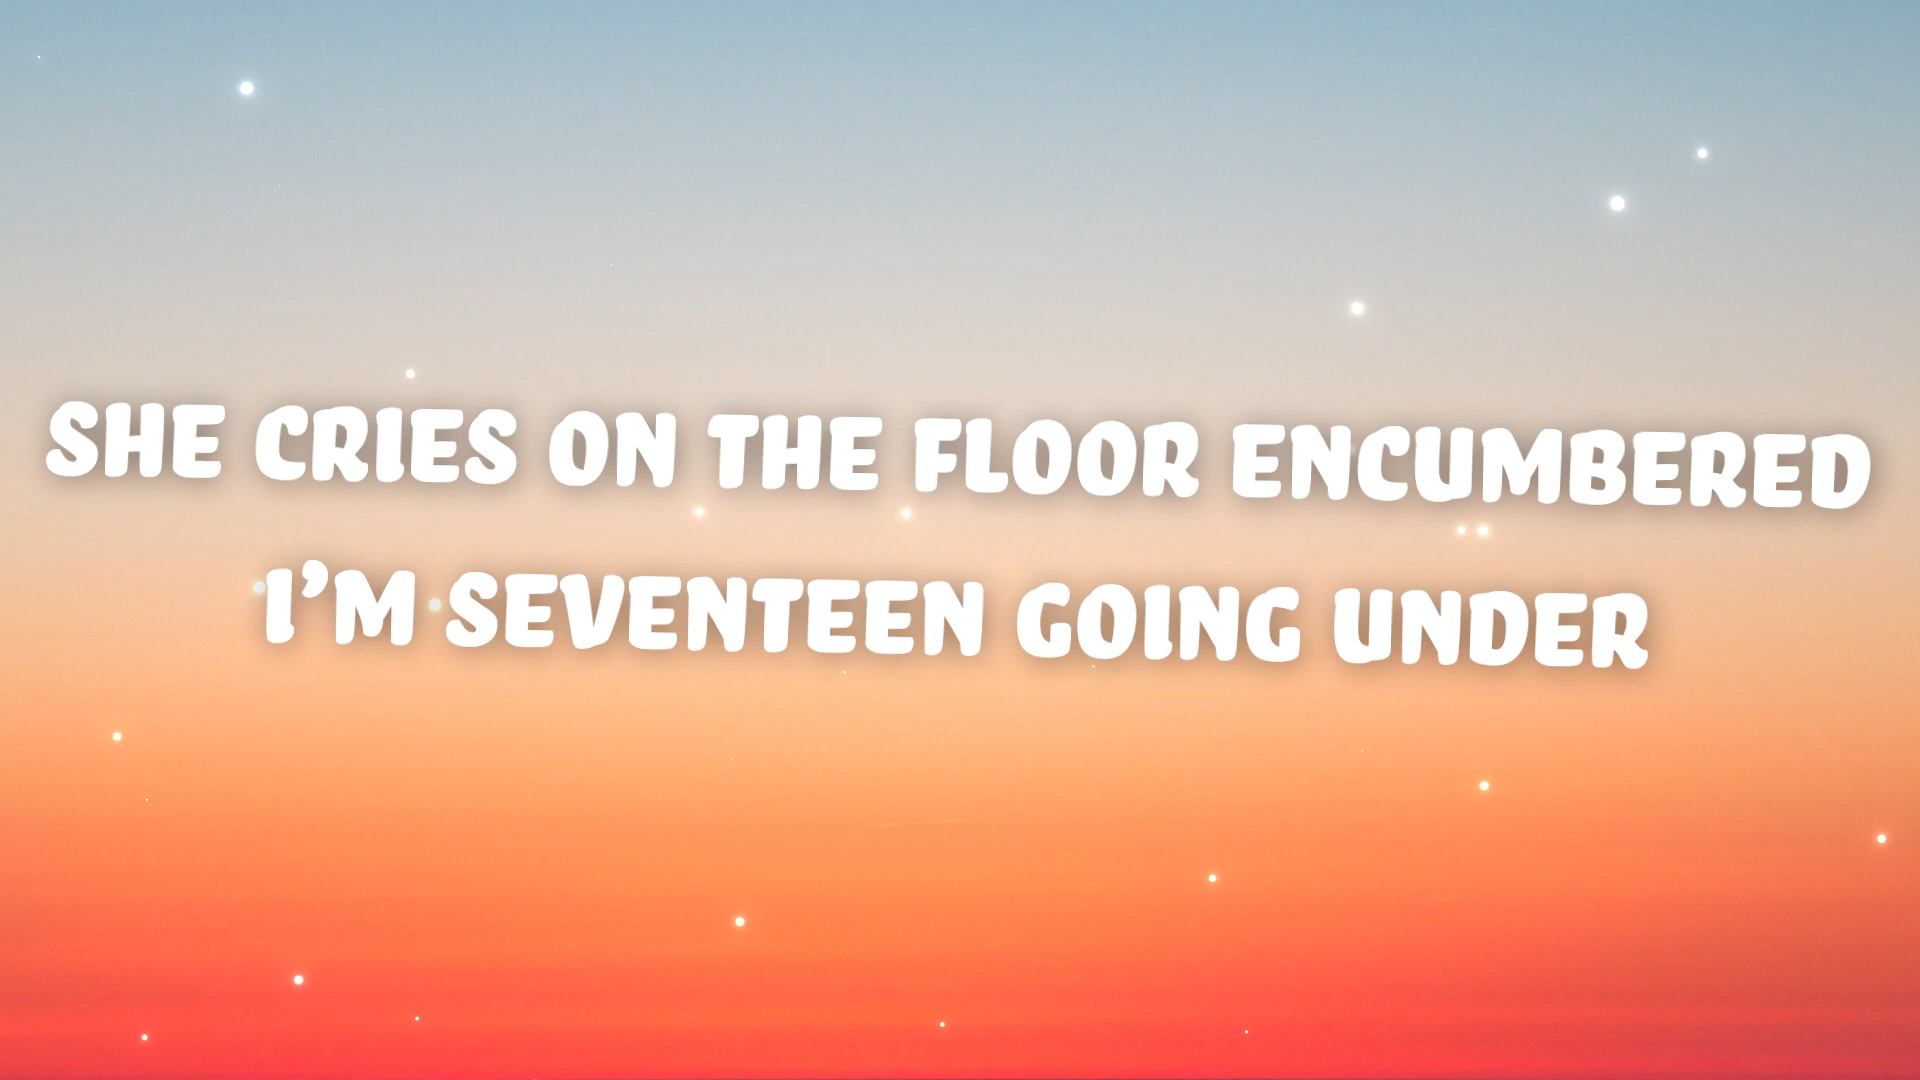 SHE CRIES ON THE FLOOR ENCUMBERED
I'M SEVENTEEN GOING UNDER